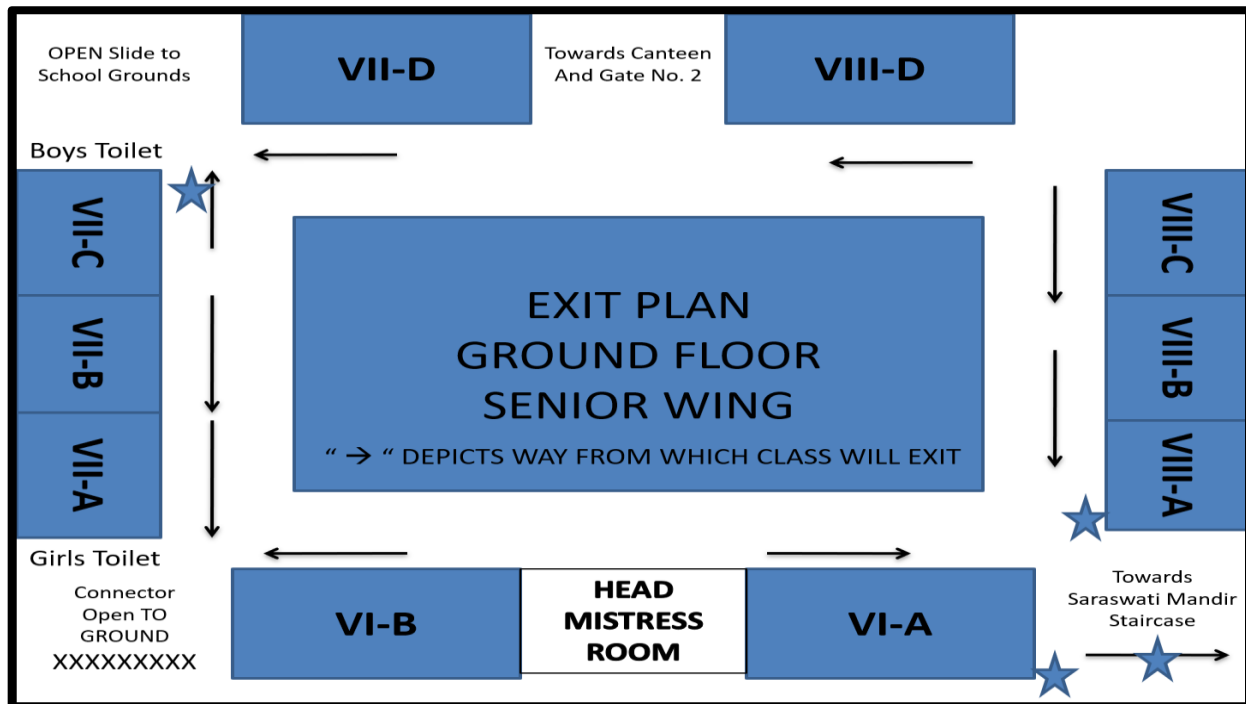 OPEN Slide to
School Grounds
VII-D
Towards Canteen
And Gate No. 2
VIII-D
Boys Toilet
VII-C
VII-B
VII-A
EXIT PLAN
GROUND FLOOR
SENIOR WING
“ → “ DEPICTS WAY FROM WHICH CLASS WILL EXIT
VIII-C
VIII-B
VIII-A
Girls Toilet
Connector
Open TO
GROUND
XXXXXXXXX
VI-B
HEAD
MISTRESS
ROOM
VI-A
Towards
Saraswati Mandir
Staircase